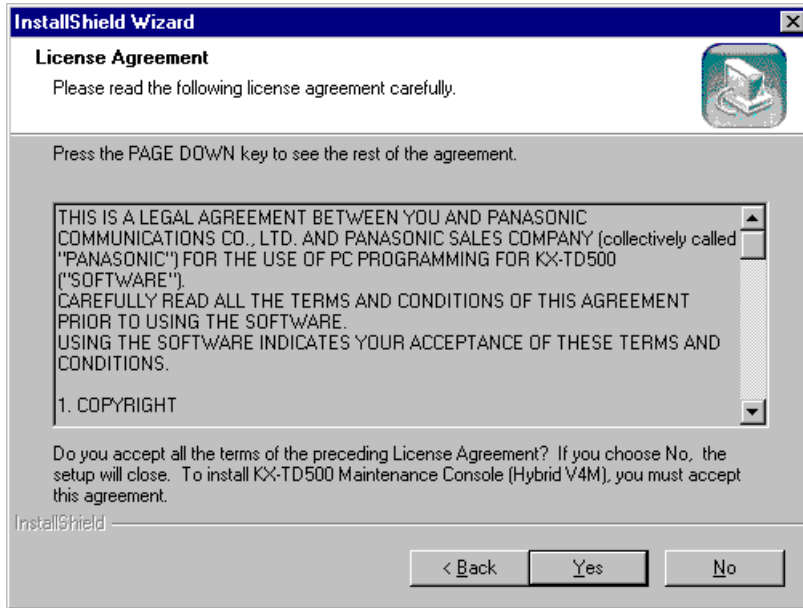 InstallShield Wizard
License Agreement
Please read the following license agreement carefully.
Press the PAGE DOWN key to see the rest of the agreement.
THIS IS A LEGAL AGREEMENT BETWEEN YOU AND PANASONIC
COMMUNICATIONS CO., LTD. AND PANASONIC SALES COMPANY (collectively called
"PANASONIC") FOR THE USE OF PC PROGRAMMING FOR KX-TD500
("SOFTWARE").
CAREFULLY READ ALL THE TERMS AND CONDITIONS OF THIS AGREEMENT
PRIOR TO USING THE SOFTWARE.
USING THE SOFTWARE INDICATES YOUR ACCEPTANCE OF THESE TERMS AND
CONDITIONS.
1. COPYRIGHT
Do you accept all the terms of the preceding License Agreement? If you choose No, the
setup will close. To install KX-TD500 Maintenance Console (Hybrid V4M), you must accept
this agreement.
InstallShield
< Back Yes No